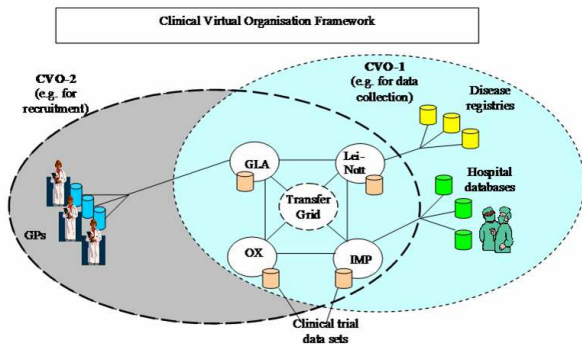 Clinical Virtual Organisation Framework
CVO-2
(e.g. for
recruitment)
CVO-1
(e.g. for data
collection)
Disease
registries
GLA
Lei-
Nott
Transfer
Grid
Hospital
databases
GPs
OX
IMP
Clinical trial
data sets